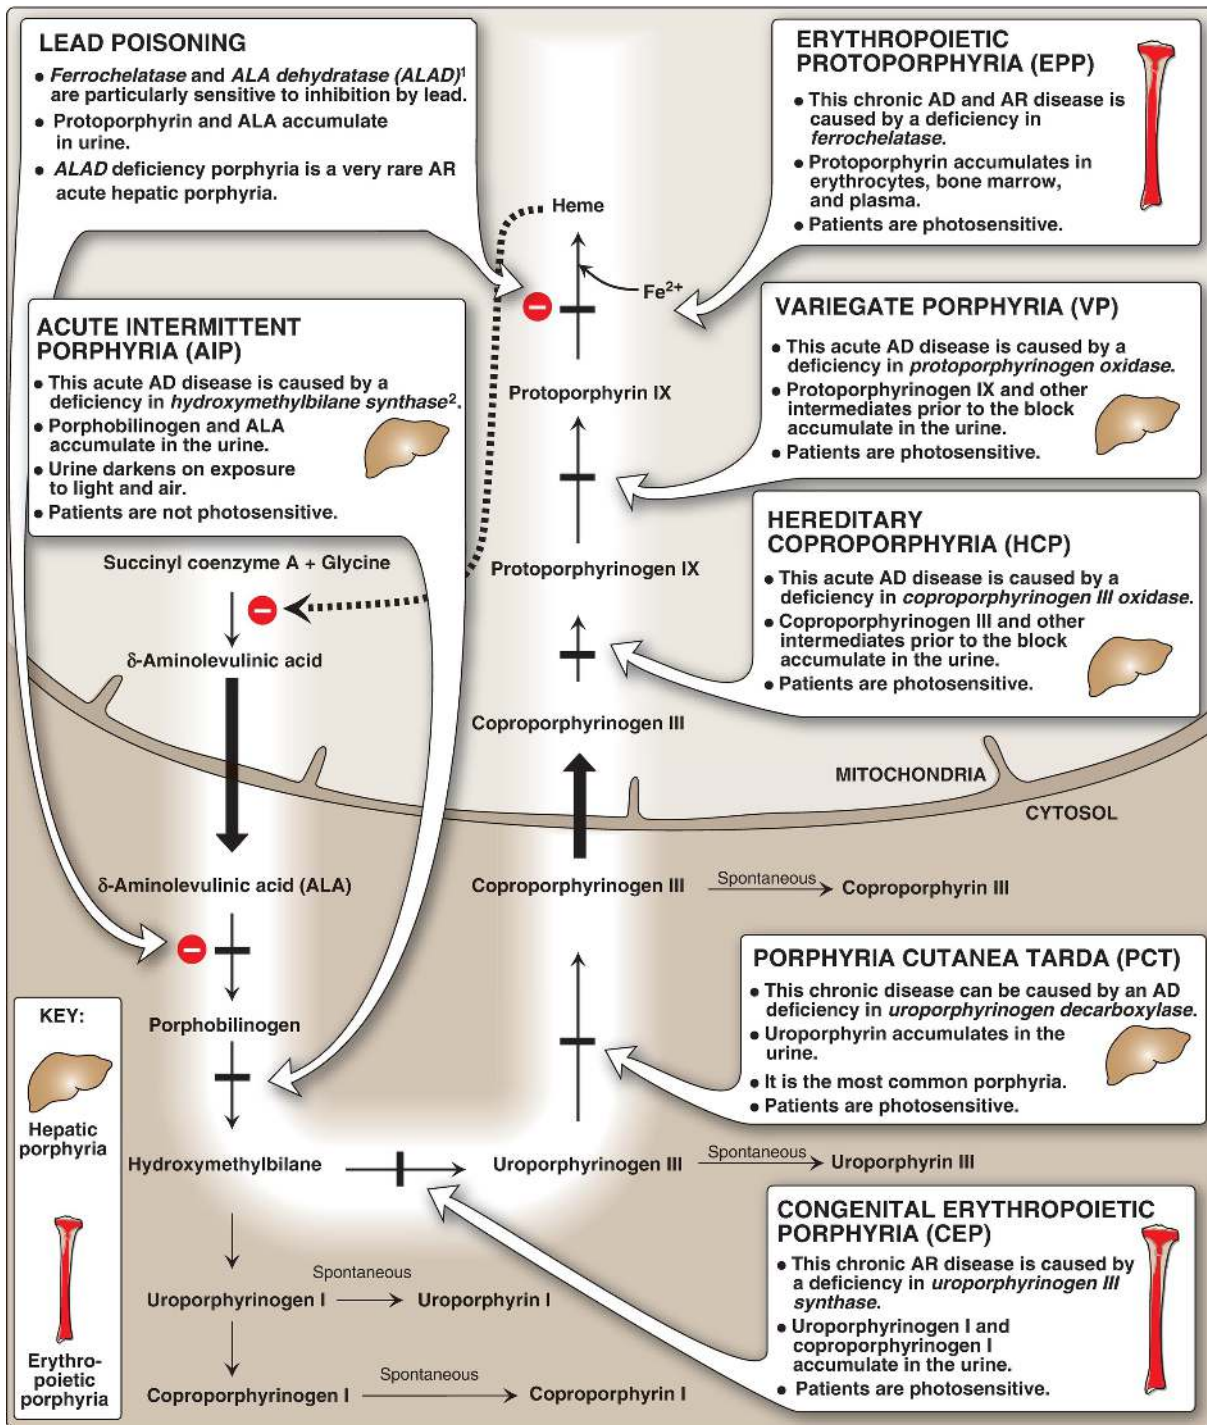 LEAD POISONING
• Ferrochelatase and ALA dehydratase (ALAD)¹
are particularly sensitive to inhibition by lead.
• Protoporphyrin and ALA accumulate
in urine.
• ALAD deficiency porphyria is a very rare AR
acute hepatic porphyria.
ERYTHROPOIETIC
PROTOPORPHYRIA (EPP)
• This chronic AD and AR disease is
caused by a deficiency in
ferrochelatase.
• Protoporphyrin accumulates in
erythrocytes, bone marrow,
and plasma.
• Patients are photosensitive.
Heme
Fe²⁺
ACUTE INTERMITTENT
PORPHYRIA (AIP)
• This acute AD disease is caused by a
deficiency in hydroxymethylbilane synthase².
• Porphobilinogen and ALA
accumulate in the urine.
• Urine darkens on exposure
to light and air.
• Patients are not photosensitive.
VARIEGATE PORPHYRIA (VP)
• This acute AD disease is caused by a
deficiency in protoporphyrinogen oxidase.
• Protoporphyrinogen IX and other
intermediates prior to the block
accumulate in the urine.
• Patients are photosensitive.
Protoporphyrin IX
HEREDITARY
COPROPORPHYRIA (HCP)
• This acute AD disease is caused by a
deficiency in coproporphyrinogen III oxidase.
• Coproporphyrinogen III and other
intermediates prior to the block
accumulate in the urine.
• Patients are photosensitive.
Succinyl coenzyme A + Glycine
Protoporphyrinogen IX
δ-Aminolevulinic acid
Coproporphyrinogen III
MITOCHONDRIA
CYTOSOL
δ-Aminolevulinic acid (ALA)
Coproporphyrinogen III
Spontaneous
Coproporphyrin III
PORPHYRIA CUTANEA TARDA (PCT)
• This chronic disease can be caused by an AD
deficiency in uroporphyrinogen decarboxylase.
• Uroporphyrin accumulates in the
urine.
• It is the most common porphyria.
• Patients are photosensitive.
KEY:
Hepatic
porphyria
Erythro-
poietic
porphyria
Porphobilinogen
Hydroxymethylbilane
Uroporphyrinogen III
Spontaneous
Uroporphyrin III
CONGENITAL ERYTHROPOIETIC
PORPHYRIA (CEP)
• This chronic AR disease is caused by
a deficiency in uroporphyrinogen III
synthase.
• Uroporphyrinogen I and
coproporphyrinogen I
accumulate in the urine.
• Patients are photosensitive.
Uroporphyrinogen I
Spontaneous
Uroporphyrin I
Coproporphyrinogen I
Spontaneous
Coproporphyrin I